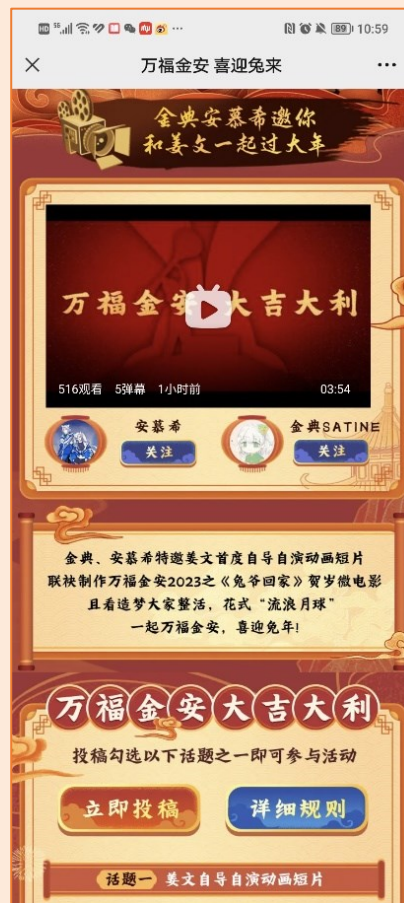 89 10:59
万福金安 喜迎兔来
金典安慕希邀你
和姜文一起过大年
万福金安 大吉大利
516观看 5弹幕 1小时前 03:54
安慕希
关注
金典SATINE
关注
金典、安慕希特邀姜文首度自导自演动画短片
联袂制作万福金安2023之《兔爷回家》贺岁微电影
且看造梦大家整活，花式“流浪月球”
一起万福金安，喜迎兔年！
万福金安大吉大利
投稿勾选以下话题之一即可参与活动
立即投稿 详细规则
话题一 姜文自导自演动画短片